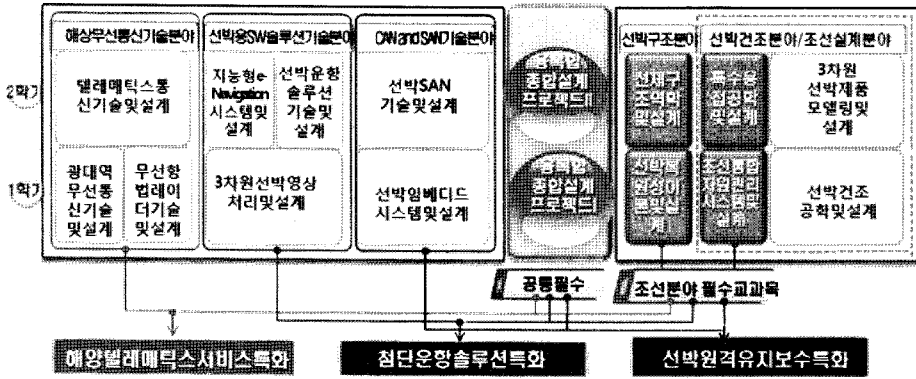 해상무선통신기술분야
선박용SW솔루션기술분야
CAN and SAN기술분야
선박구조분야
선박건조분야/조선설계분야
2학기
텔레메틱스통
신기술및설계
지능형e-
Navigation
시스템및
설계
선박운항
솔루션
기술및
설계
선박SAN
기술및설계
융복합
종합설계
프로젝트II
선체구
조역학
및설계
특수용
접공학
및설계
3차원
선박제품
모델링및
설계
1학기
광대역
무선통
신기술
및설계
무선항
법레이
더기술
및설계
3차원선박영상
처리및설계
선박임베디드
시스템및설계
융복합
종합설계
프로젝트I
조선통합
자원관리
시스템및
설계
선박건조
공학및설계
공통필수
조선분야 필수교과목
해양텔레메틱스서비스특화
첨단운항솔루션특화
선박원격유지보수특화